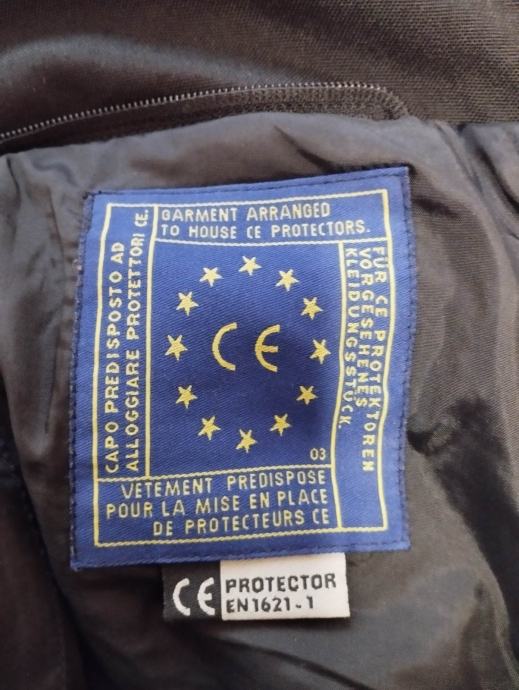 GARMENT ARRANGED
TO HOUSE CE PROTECTORS.
CAPO PREDISPOSTO AD
ALLOGGIARE PROTETTORI CE.
FÜR CE PROTEKTOREN
VORGESEHENES
KLEIDUNGSSTÜCK.
CE
03
VETEMENT PREDISPOSE
POUR LA MISE EN PLACE
DE PROTECTEURS CE
CE PROTECTOR
EN1621-1